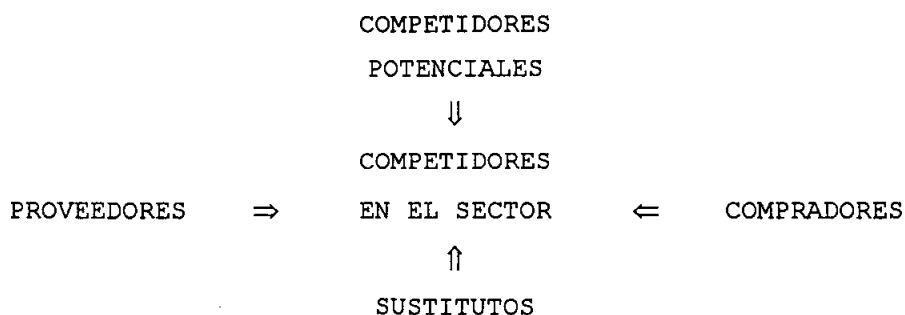 COMPETIDORES
POTENCIALES
⇓
COMPETIDORES
PROVEEDORES ⇒ EN EL SECTOR ⇐ COMPRADORES
⇑
SUSTITUTOS